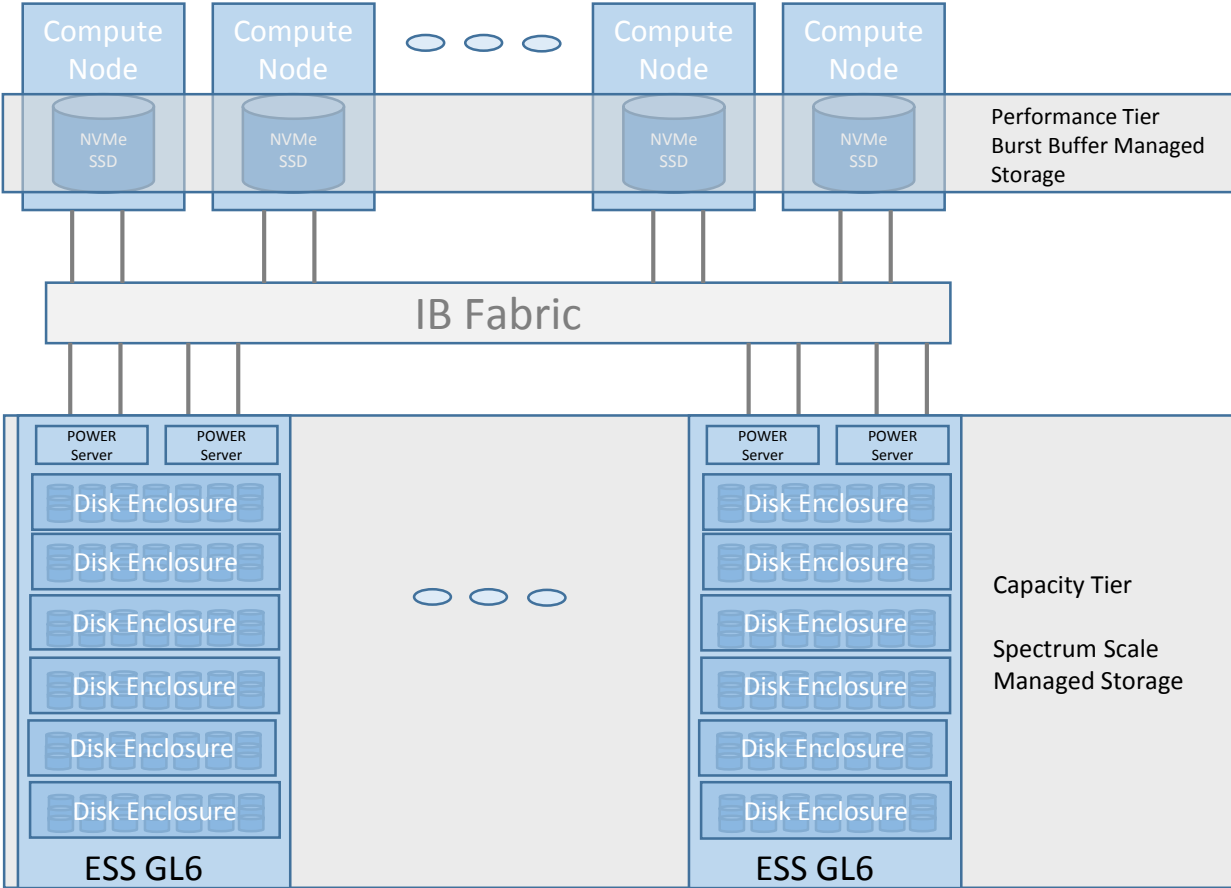 Compute
Node
Compute
Node
Compute
Node
Compute
Node
NVMe
SSD
NVMe
SSD
NVMe
SSD
NVMe
SSD
Performance Tier
Burst Buffer Managed
Storage
IB Fabric
POWER
Server
POWER
Server
Disk Enclosure
Disk Enclosure
Disk Enclosure
Disk Enclosure
Disk Enclosure
Disk Enclosure
ESS GL6
POWER
Server
POWER
Server
Disk Enclosure
Disk Enclosure
Disk Enclosure
Disk Enclosure
Disk Enclosure
Disk Enclosure
ESS GL6
Capacity Tier
Spectrum Scale
Managed Storage